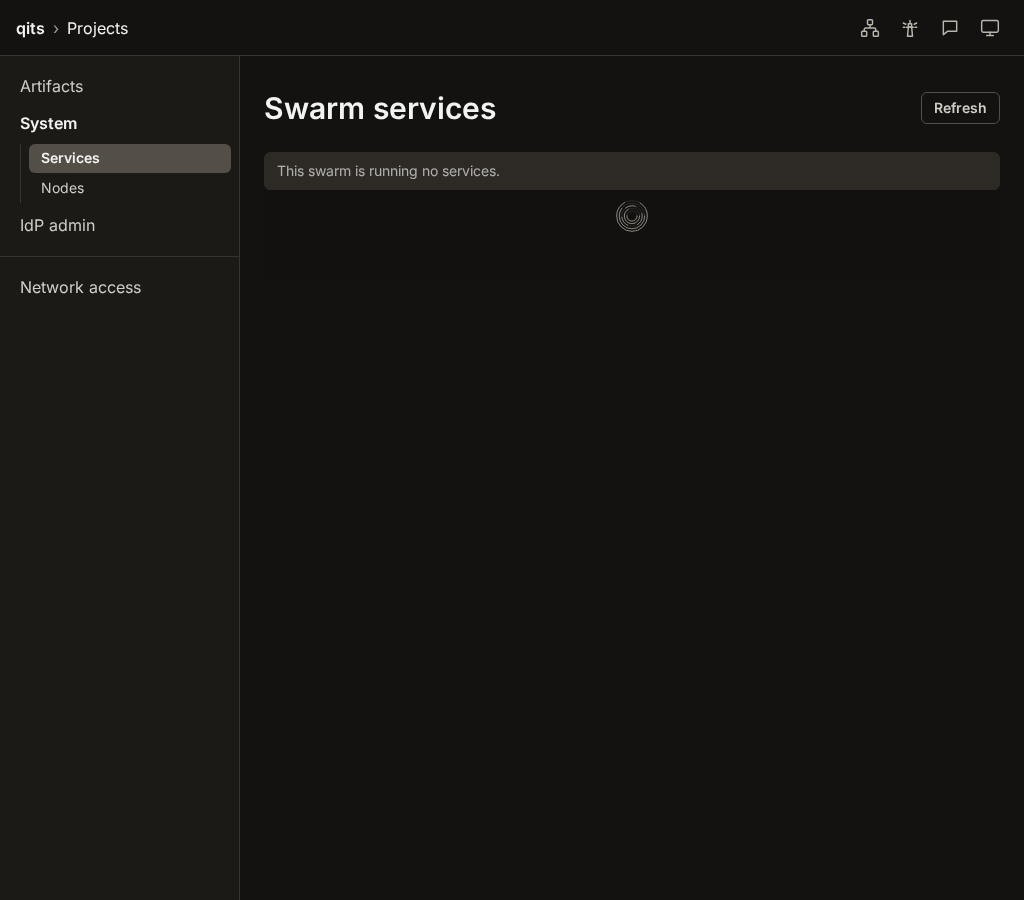 qits › Projects
Artifacts
System
Services
Nodes
IdP admin
Network access
Swarm services
Refresh
This swarm is running no services.